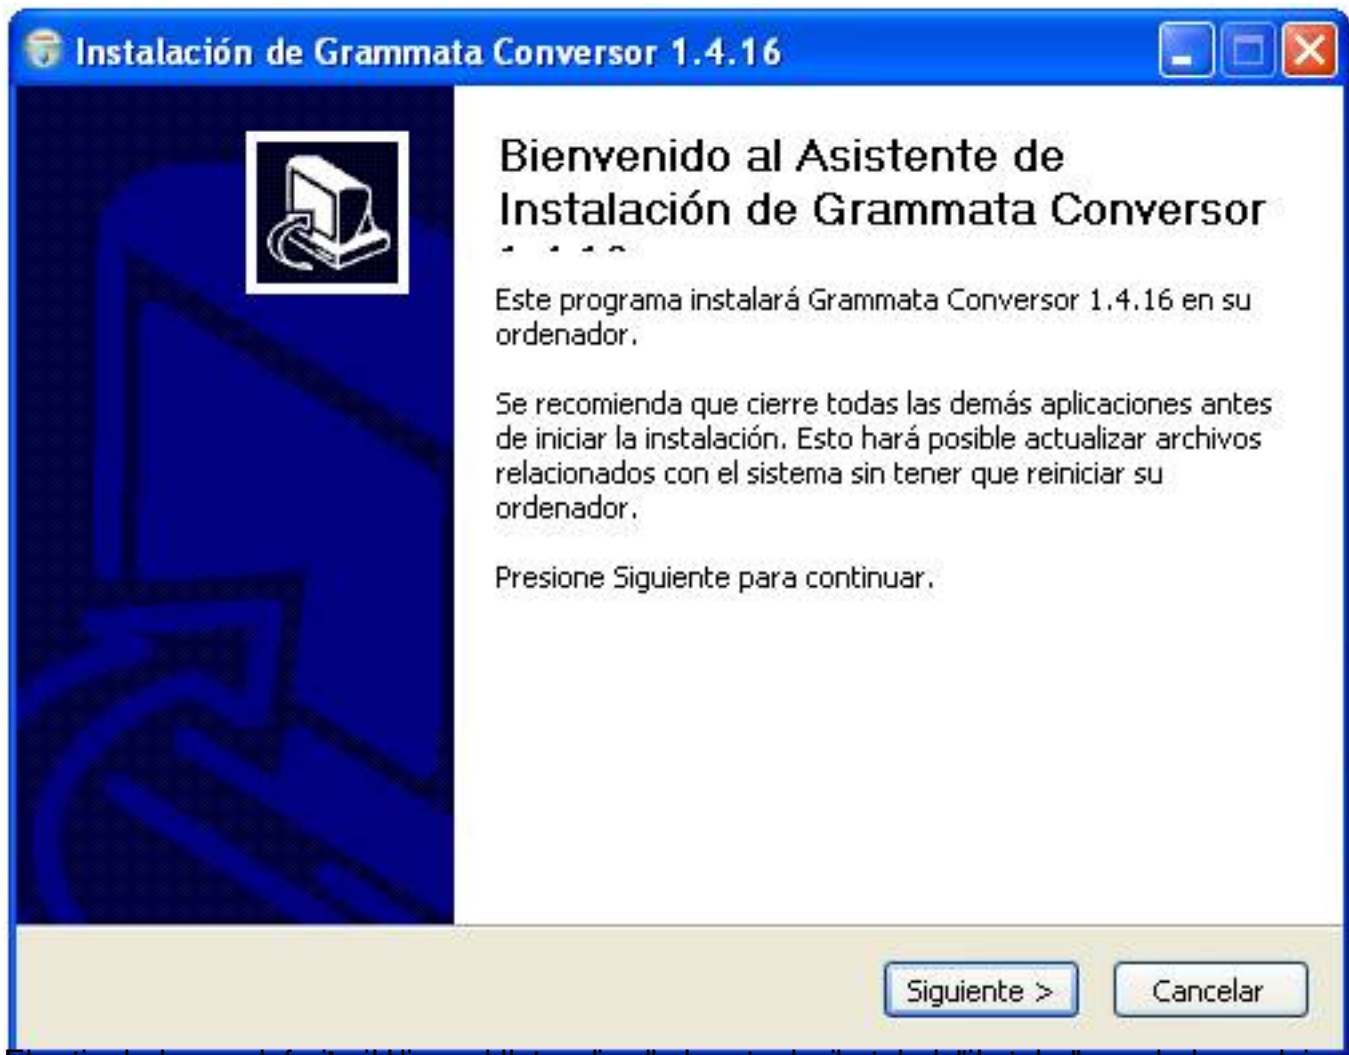 Instalación de Grammata Conversor 1.4.16
Bienvenido al Asistente de
Instalación de Grammata Conversor
Este programa instalará Grammata Conversor 1.4.16 en su
ordenador.
Se recomienda que cierre todas las demás aplicaciones antes
de iniciar la instalación. Esto hará posible actualizar archivos
relacionados con el sistema sin tener que reiniciar su
ordenador.
Presione Siguiente para continuar.
Siguiente >
Cancelar